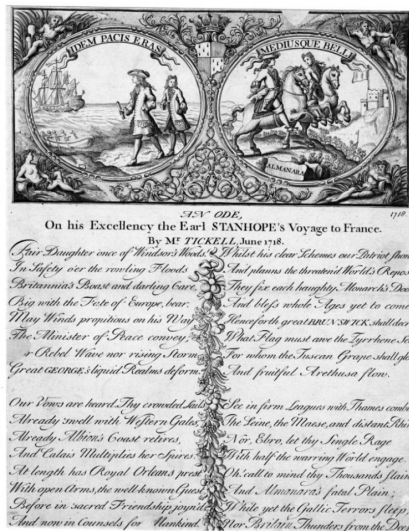 IDEM PACIS ERAS
MEDIUSQUE BELLI
ALMANARA
1718.
AN ODE,
On his Excellency the Earl STANHOPE's Voyage to France.
By Mr TICKELL, June 1718.
Fair Daughter once of Windsor's Woods!
In Safety o'er the rowling Floods
Britannia's Boast and darling Care,
Big with the Fate of Europe, bear.
May Winds propitious on his Way
The Minister of Peace convey;
Nor Rebel Wave nor rising Storm
Great GEORGE's liquid Realms deform.
Our Vows are heard. Thy crowded Sails
Already swell with Western Gales;
Already Albion's Coast retires,
And Calais Multiplies her Spires:
At length has Royal Orleans prest
With open Arms, the well-known Guest
Before in sacred Friendship joyn'd
And now in Counsels for Mankind.
Whilst his clear Schemes our Patriot
And planns the threaten'd World's
They fix each haughty Monarch's
And bless whole Ages yet to come
Henceforth great BRUNSWICK shall
What Flag must awe the Tyrrhene
For whom the Tuscan Grape shall
And fruitful Arethusa flow.
See in firm Leagues with Thames
The Seine, the Maese, and distant
Nor, Ebro, let thy Single Rage
With half the warring World engage.
Oh! call to mind thy Thousands
And Almanara's fatal Plain;
While yet the Gallic Terrors sleep
Nor Britain Thunders from the